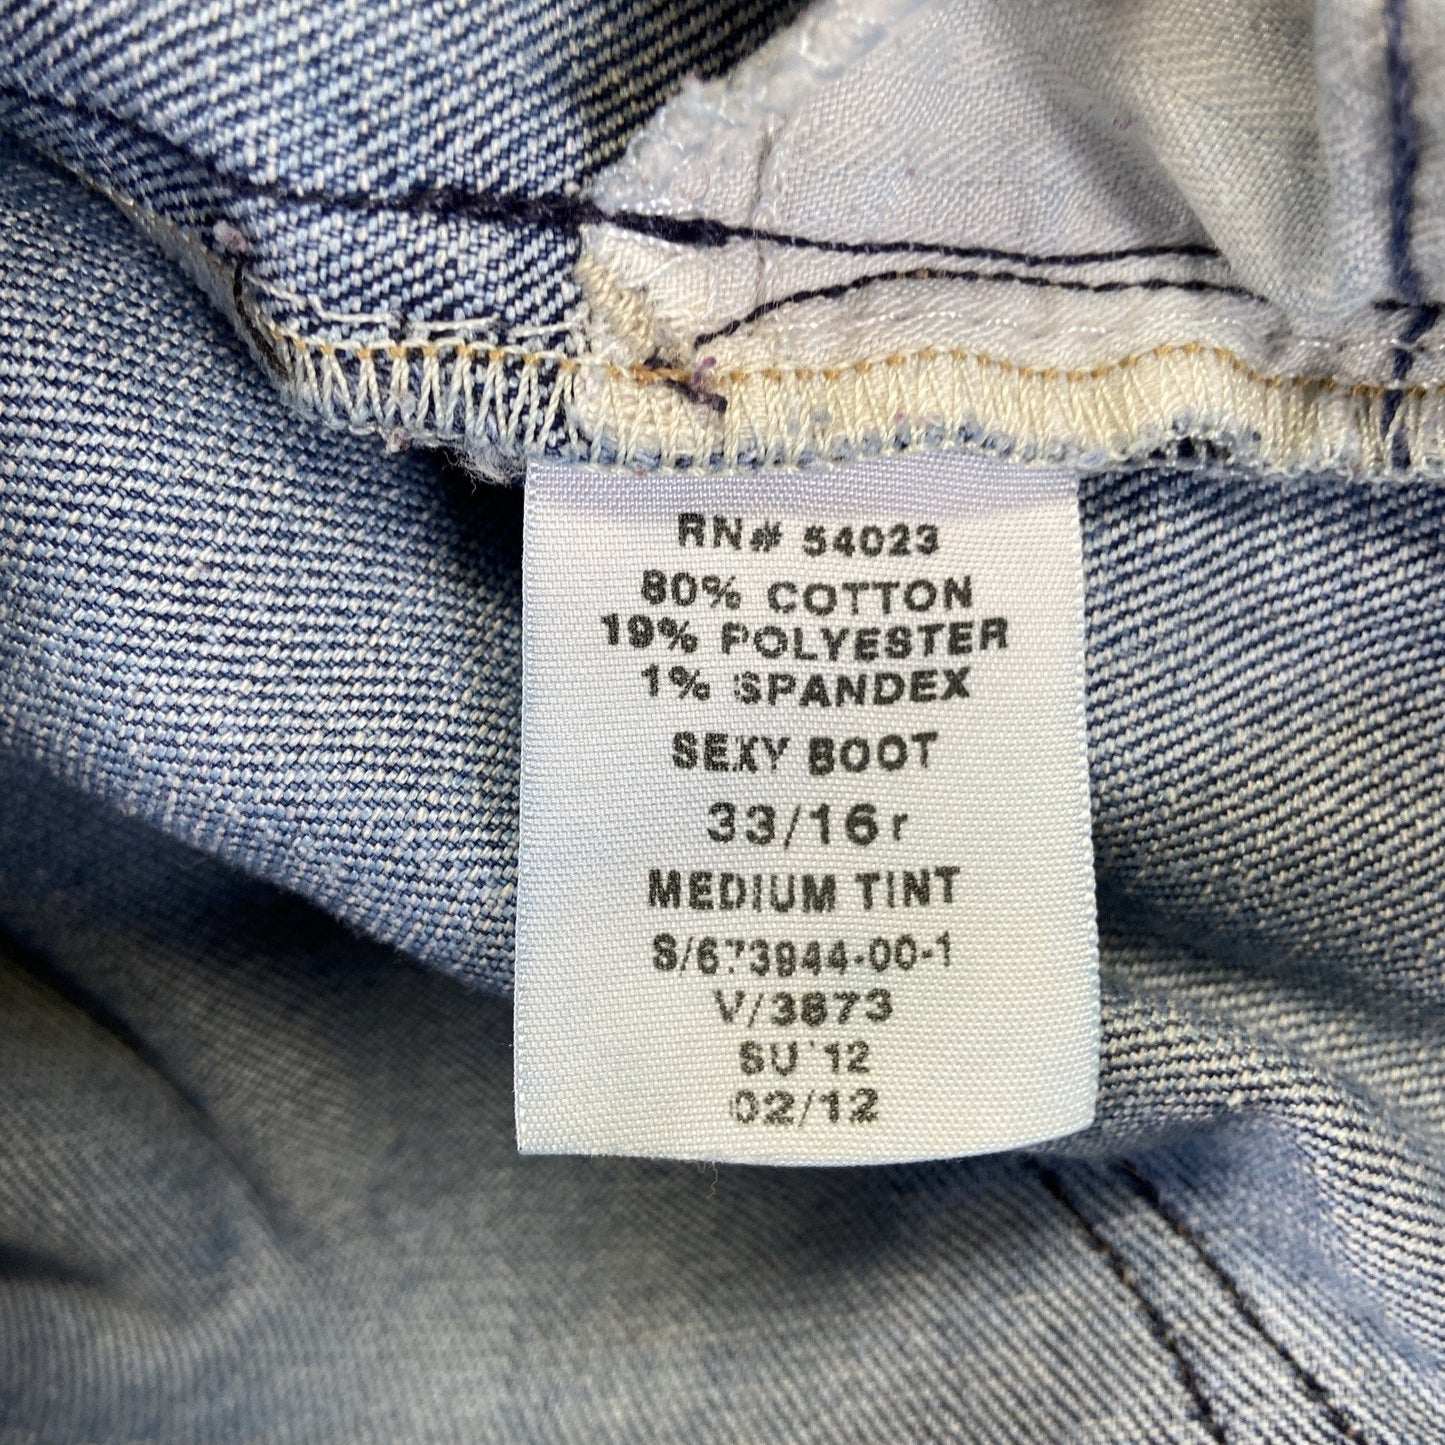 RN# 54023
80% COTTON
19% POLYESTER
1% SPANDEX
SEXY BOOT
33/16r
MEDIUM TINT
S/673944-00-1
V/3873
SU'12
02/12